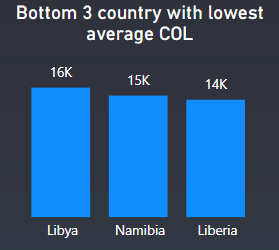 Bottom 3 country with lowest
average COL
16K
15K
14K
Libya
Namibia
Liberia